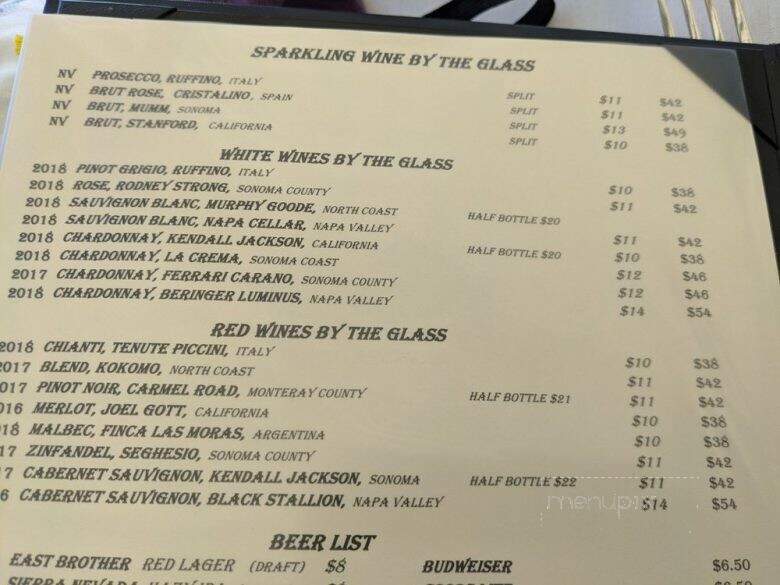 SPARKLING WINE BY THE GLASS
NV PROSECCO, RUFFINO, ITALY SPLIT $11 $42
NV BRUT ROSE, CRISTALINO, SPAIN SPLIT $11 $42
NV BRUT, MUMM, SONOMA SPLIT $13 $49
NV BRUT, STANFORD, CALIFORNIA SPLIT $10 $38
WHITE WINES BY THE GLASS
2018 PINOT GRIGIO, RUFFINO, ITALY $10 $38
2018 ROSE, RODNEY STRONG, SONOMA COUNTY $11 $42
2018 SAUVIGNON BLANC, MURPHY GOODE, NORTH COAST HALF BOTTLE $20
2018 SAUVIGNON BLANC, NAPA CELLAR, NAPA VALLEY $11 $42
2018 CHARDONNAY, KENDALL JACKSON, CALIFORNIA HALF BOTTLE $20 $10 $38
2018 CHARDONNAY, LA CREMA, SONOMA COAST $12 $46
2017 CHARDONNAY, FERRARI CARANO, SONOMA COUNTY $12 $46
2018 CHARDONNAY, BERINGER LUMINUS, NAPA VALLEY $14 $54
RED WINES BY THE GLASS
2018 CHIANTI, TENUTE PICCINI, ITALY $10 $38
2017 BLEND, KOKOMO, NORTH COAST $11 $42
017 PINOT NOIR, CARMEL ROAD, MONTERAY COUNTY HALF BOTTLE $21 $11 $42
016 MERLOT, JOEL GOTT, CALIFORNIA $10 $38
18 MALBEC, FINCA LAS MORAS, ARGENTINA $10 $38
17 ZINFANDEL, SEGHESIO, SONOMA COUNTY $11 $42
7 CABERNET SAUVIGNON, KENDALL JACKSON, SONOMA HALF BOTTLE $22 $11 $42
6 CABERNET SAUVIGNON, BLACK STALLION, NAPA VALLEY $14 $54
BEER LIST
EAST BROTHER RED LAGER (DRAFT) $8 BUDWEISER $6.50
SIERRA NEVADA